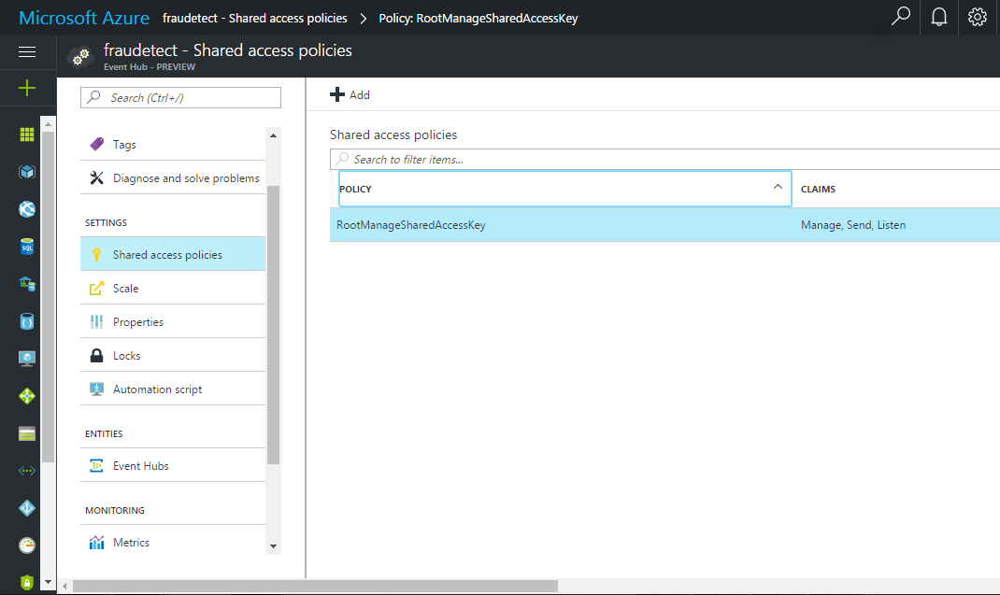 Microsoft Azure fraudetect - Shared access policies > Policy: RootManageSharedAccessKey
fraudetect - Shared access policies
Event Hub - PREVIEW
Search (Ctrl+/)
Tags
Diagnose and solve problems
SETTINGS
Shared access policies
Scale
Properties
Locks
Automation script
ENTITIES
Event Hubs
MONITORING
Metrics
Add
Shared access policies
Search to filter items...
POLICY CLAIMS
RootManageSharedAccessKey Manage, Send, Listen
SQL